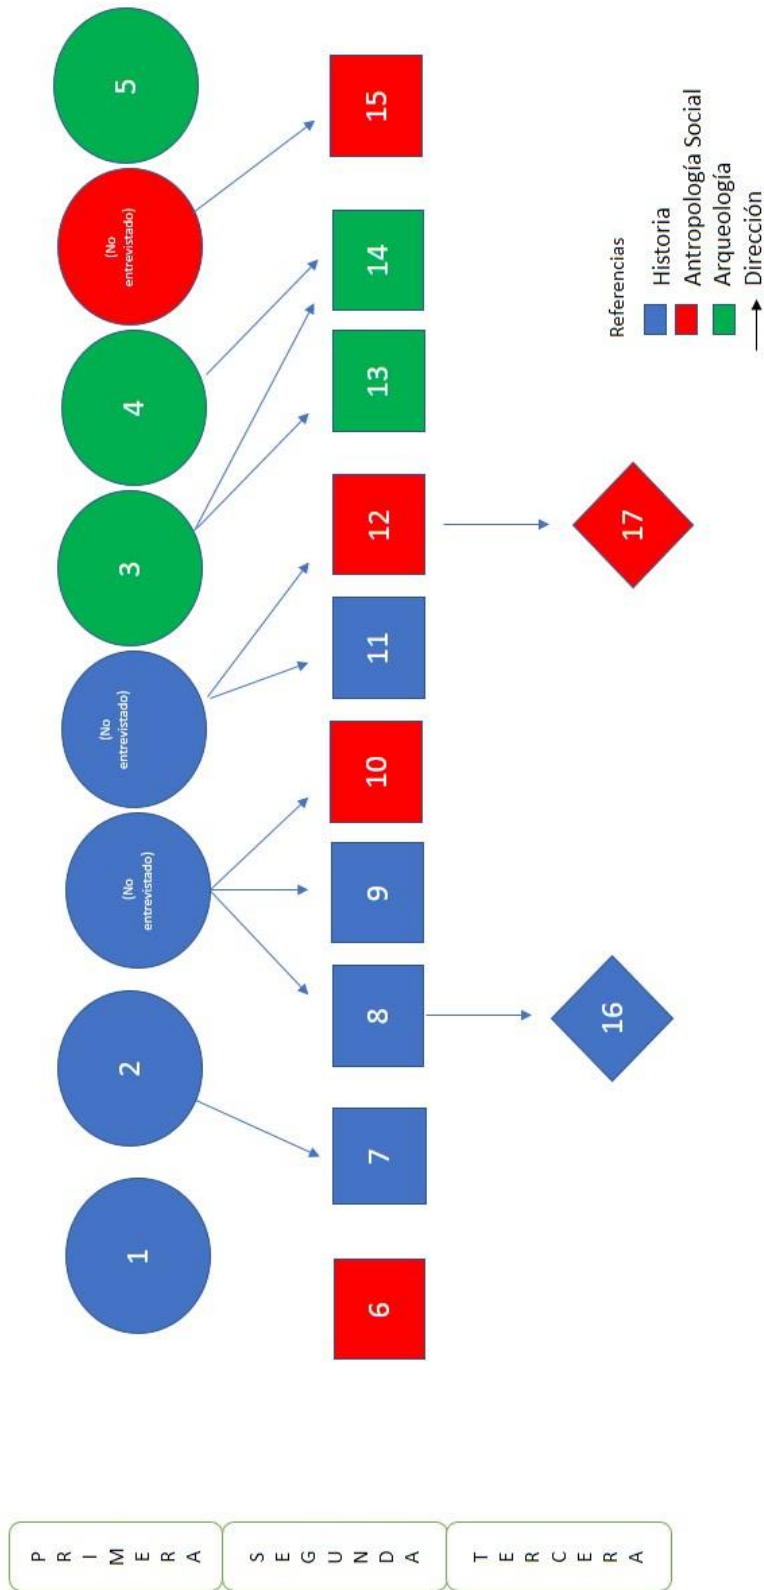 PRIMERA
1
2
(No
entrevistado)
(No
entrevistado)
3
4
(No
entrevistado)
5
SEGUNDA
6
7
8
9
10
11
12
13
14
15
TERCERA
16
17
Referencias
Historia
Antropología Social
Arqueología
Dirección